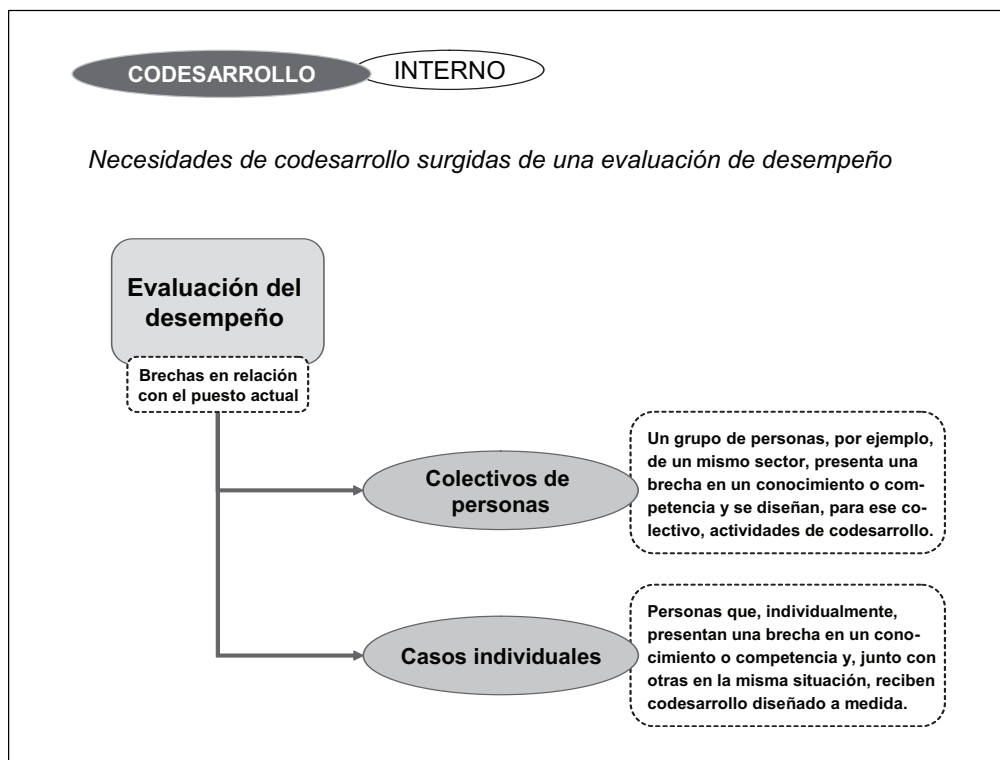 CODESARROLLO INTERNO
Necesidades de codesarrollo surgidas de una evaluación de desempeño
Evaluación del
desempeño
Brechas en relación
con el puesto actual
Colectivos de
personas
Un grupo de personas, por ejemplo,
de un mismo sector, presenta una
brecha en un conocimiento o com-
petencia y se diseñan, para ese co-
lectivo, actividades de codesarrollo.
Casos individuales
Personas que, individualmente,
presentan una brecha en un cono-
cimiento o competencia y, junto con
otras en la misma situación, reciben
codesarrollo diseñado a medida.